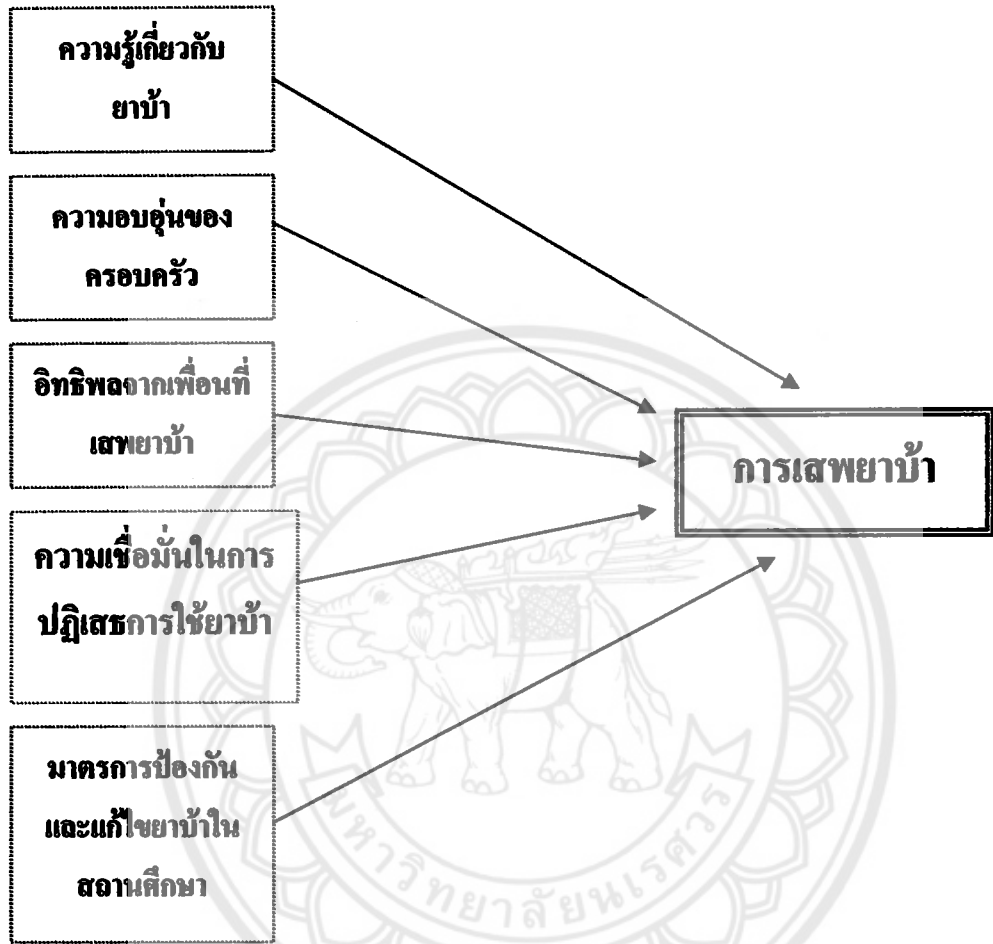 ความรู้เกี่ยวกับ
ยาบ้า
ความอบอุ่นของ
ครอบครัว
อิทธิพลจากเพื่อนที่
เสพยาบ้า
การเสพยาบ้า
ความเชื่อมั่นในการ
ปฏิเสธการใช้ยาบ้า
มาตรการป้องกัน
และแก้ไขยาบ้าใน
สถานศึกษา
มหาวิทยาลัยนเรศวร